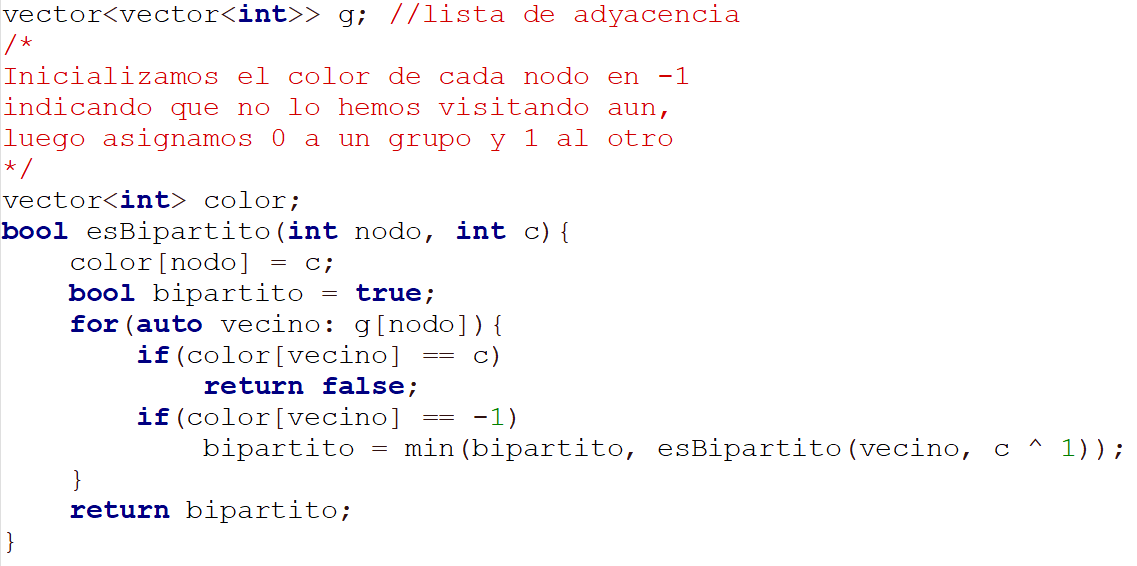 vector<vector<int>> g; //lista de adyacencia
/*
Inicializamos el color de cada nodo en -1
indicando que no lo hemos visitando aun,
luego asignamos 0 a un grupo y 1 al otro
*/
vector<int> color;
bool esBipartito(int nodo, int c){
    color[nodo] = c;
    bool bipartito = true;
    for(auto vecino: g[nodo]){
        if(color[vecino] == c)
            return false;
        if(color[vecino] == -1)
            bipartito = min(bipartito, esBipartito(vecino, c ^ 1));
    }
    return bipartito;
}